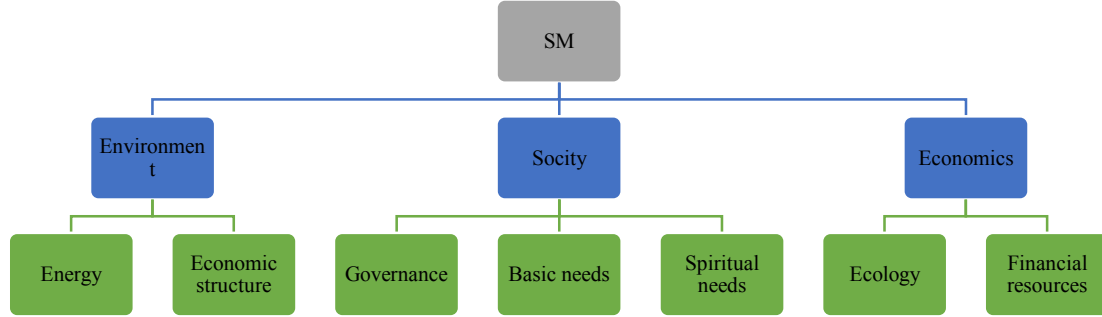 SM
Environmen
t
Socity
Economics
Energy
Economic
structure
Governance
Basic needs
Spiritual
needs
Ecology
Financial
resources